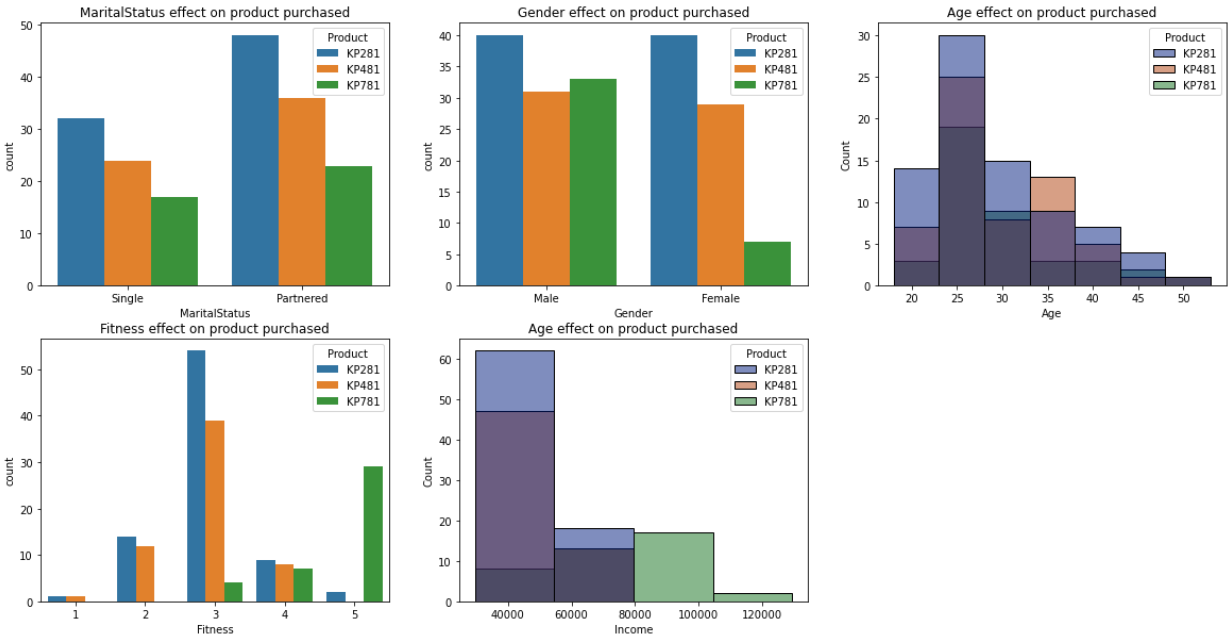 MaritalStatus effect on product purchased
50
40
30
20
10
0
count
Single Partnered
MaritalStatus
Product
KP281
KP481
KP781
Gender effect on product purchased
40
35
30
25
20
15
10
5
0
count
Male Female
Gender
Product
KP281
KP481
KP781
Age effect on product purchased
30
25
20
15
10
5
0
Count
20 25 30 35 40 45 50
Age
Product
KP281
KP481
KP781
Fitness effect on product purchased
50
40
30
20
10
0
count
1 2 3 4 5
Fitness
Product
KP281
KP481
KP781
Age effect on product purchased
60
50
40
30
20
10
0
Count
40000 60000 80000 100000 120000
Income
Product
KP281
KP481
KP781